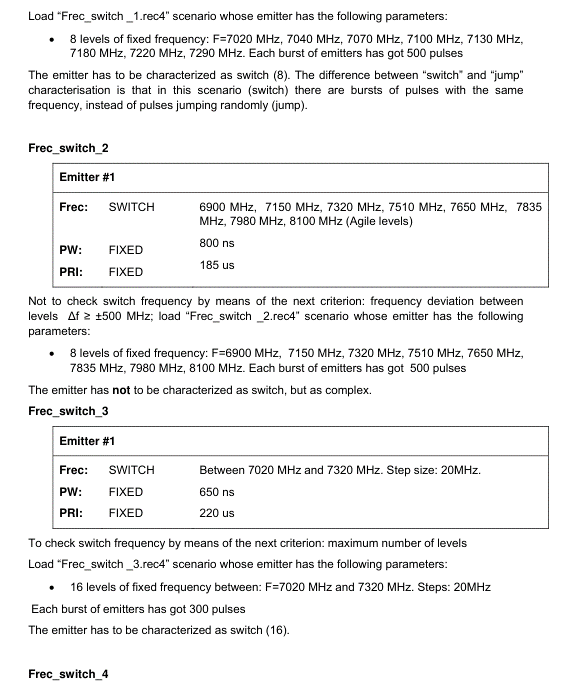 Load “Frec_switch _1.rec4” scenario whose emitter has the following parameters:
• 8 levels of fixed frequency: F=7020 MHz, 7040 MHz, 7070 MHz, 7100 MHz, 7130 MHz,
7180 MHz, 7220 MHz, 7290 MHz. Each burst of emitters has got 500 pulses
The emitter has to be characterized as switch (8). The difference between “switch” and “jump”
characterisation is that in this scenario (switch) there are bursts of pulses with the same
frequency, instead of pulses jumping randomly (jump).
Frec_switch_2
Emitter #1
Frec: SWITCH 6900 MHz, 7150 MHz, 7320 MHz, 7510 MHz, 7650 MHz, 7835
MHz, 7980 MHz, 8100 MHz (Agile levels)
PW: FIXED 800 ns
PRI: FIXED 185 us
Not to check switch frequency by means of the next criterion: frequency deviation between
levels Δf ≥ ±500 MHz; load “Frec_switch _2.rec4” scenario whose emitter has the following
parameters:
• 8 levels of fixed frequency: F=6900 MHz, 7150 MHz, 7320 MHz, 7510 MHz, 7650 MHz,
7835 MHz, 7980 MHz, 8100 MHz. Each burst of emitters has got 500 pulses
The emitter has not to be characterized as switch, but as complex.
Frec_switch_3
Emitter #1
Frec: SWITCH Between 7020 MHz and 7320 MHz. Step size: 20MHz.
PW: FIXED 650 ns
PRI: FIXED 220 us
To check switch frequency by means of the next criterion: maximum number of levels
Load “Frec_switch _3.rec4” scenario whose emitter has the following parameters:
• 16 levels of fixed frequency between: F=7020 MHz and 7320 MHz. Steps: 20MHz
Each burst of emitters has got 300 pulses
The emitter has to be characterized as switch (16).
Frec_switch_4